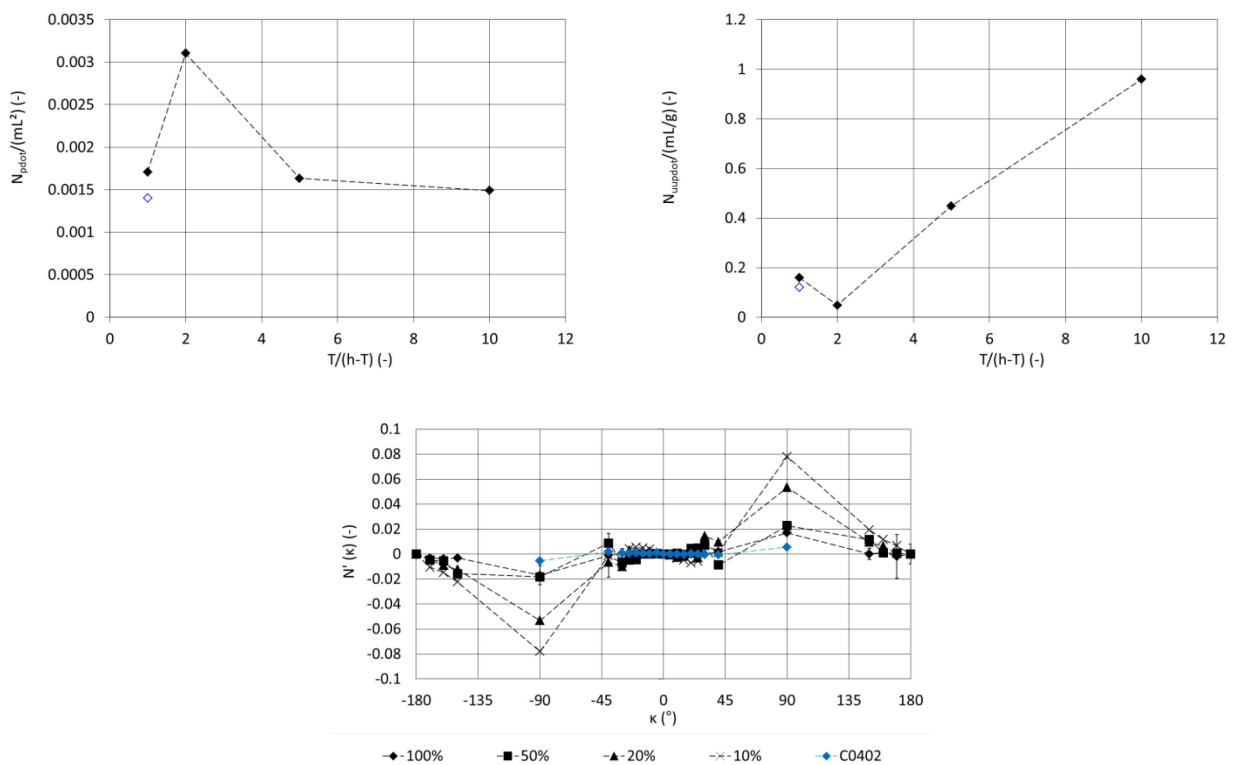 0.0035
0.003
0.0025
0.002
0.0015
0.001
0.0005
0
N_pdot/(mL²) (-)
0 2 4 6 8 10 12
T/(h-T) (-)
1.2
1
0.8
0.6
0.4
0.2
0
N_uupdot/(mL/g) (-)
0 2 4 6 8 10 12
T/(h-T) (-)
0.1
0.08
0.06
0.04
0.02
0
-0.02
-0.04
-0.06
-0.08
-0.1
N' (κ) (-)
-180 -135 -90 -45 0 45 90 135 180
κ (°)
100% 50% 20% 10% C0402